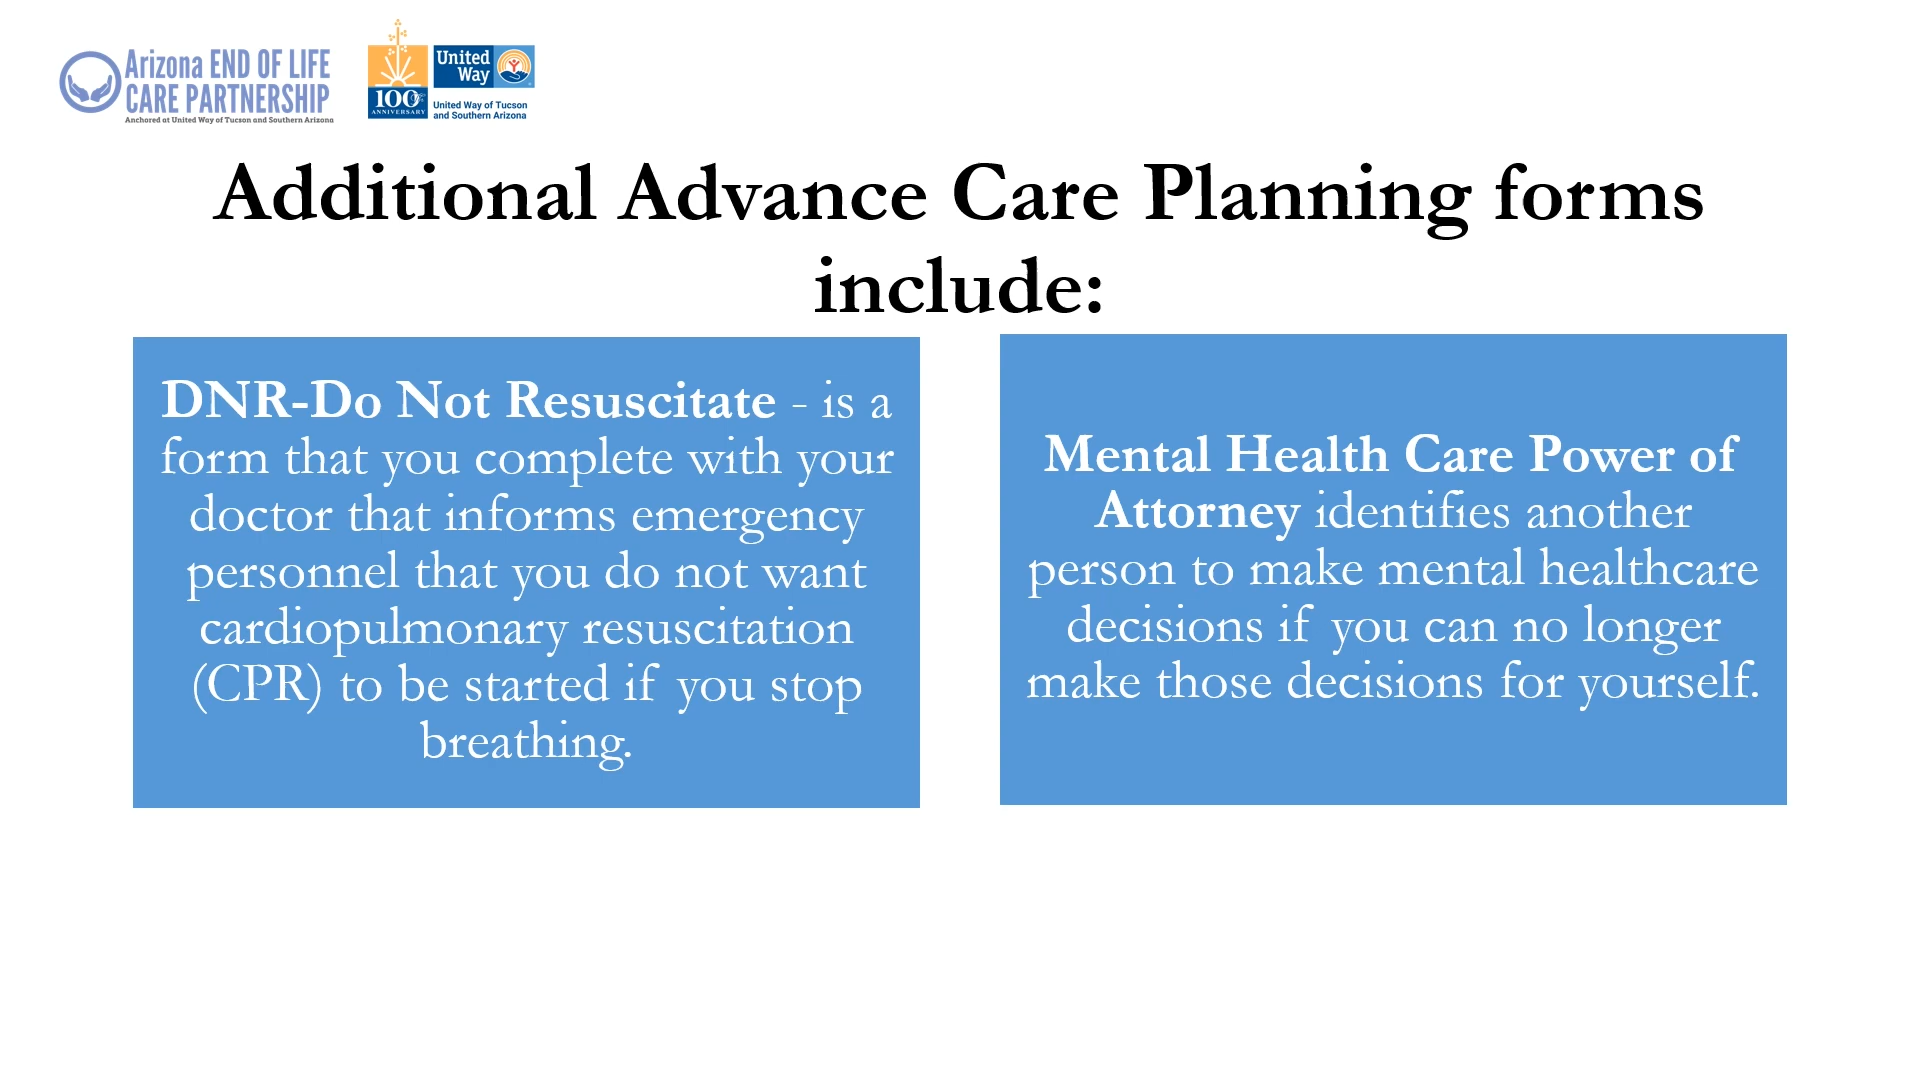 Arizona END OF LIFE
CARE PARTNERSHIP
Anchored at United Way of Tucson and Southern Arizona
100
ANNIVERSARY
United
Way
United Way of Tucson
and Southern Arizona
Additional Advance Care Planning forms
include:
DNR-Do Not Resuscitate - is a
form that you complete with your
doctor that informs emergency
personnel that you do not want
cardiopulmonary resuscitation
(CPR) to be started if you stop
breathing.
Mental Health Care Power of
Attorney identifies another
person to make mental healthcare
decisions if you can no longer
make those decisions for yourself.